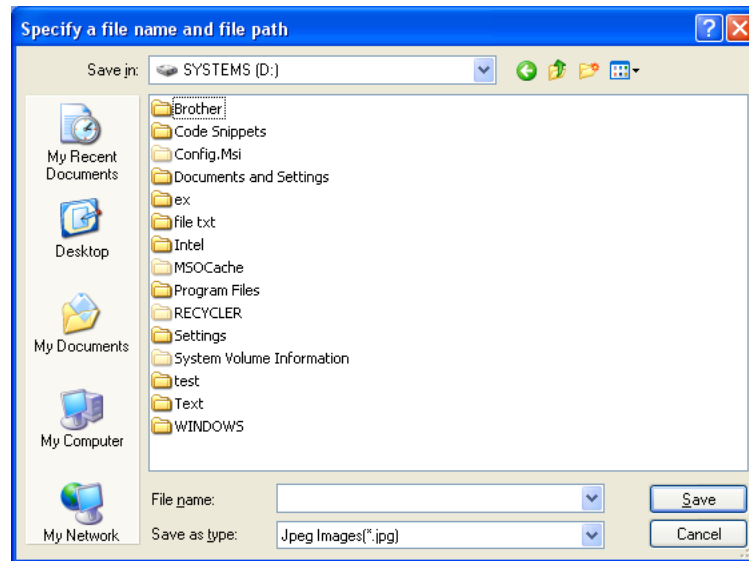 Specify a file name and file path
Save in:
SYSTEMS (D:)
My Recent
Documents
Desktop
My Documents
My Computer
My Network
Brother
Code Snippets
Config.Msi
Documents and Settings
ex
file txt
Intel
MSOCache
Program Files
RECYCLER
Settings
System Volume Information
test
Text
WINDOWS
File name:
Save
Save as type:
Jpeg Images(*.jpg)
Cancel